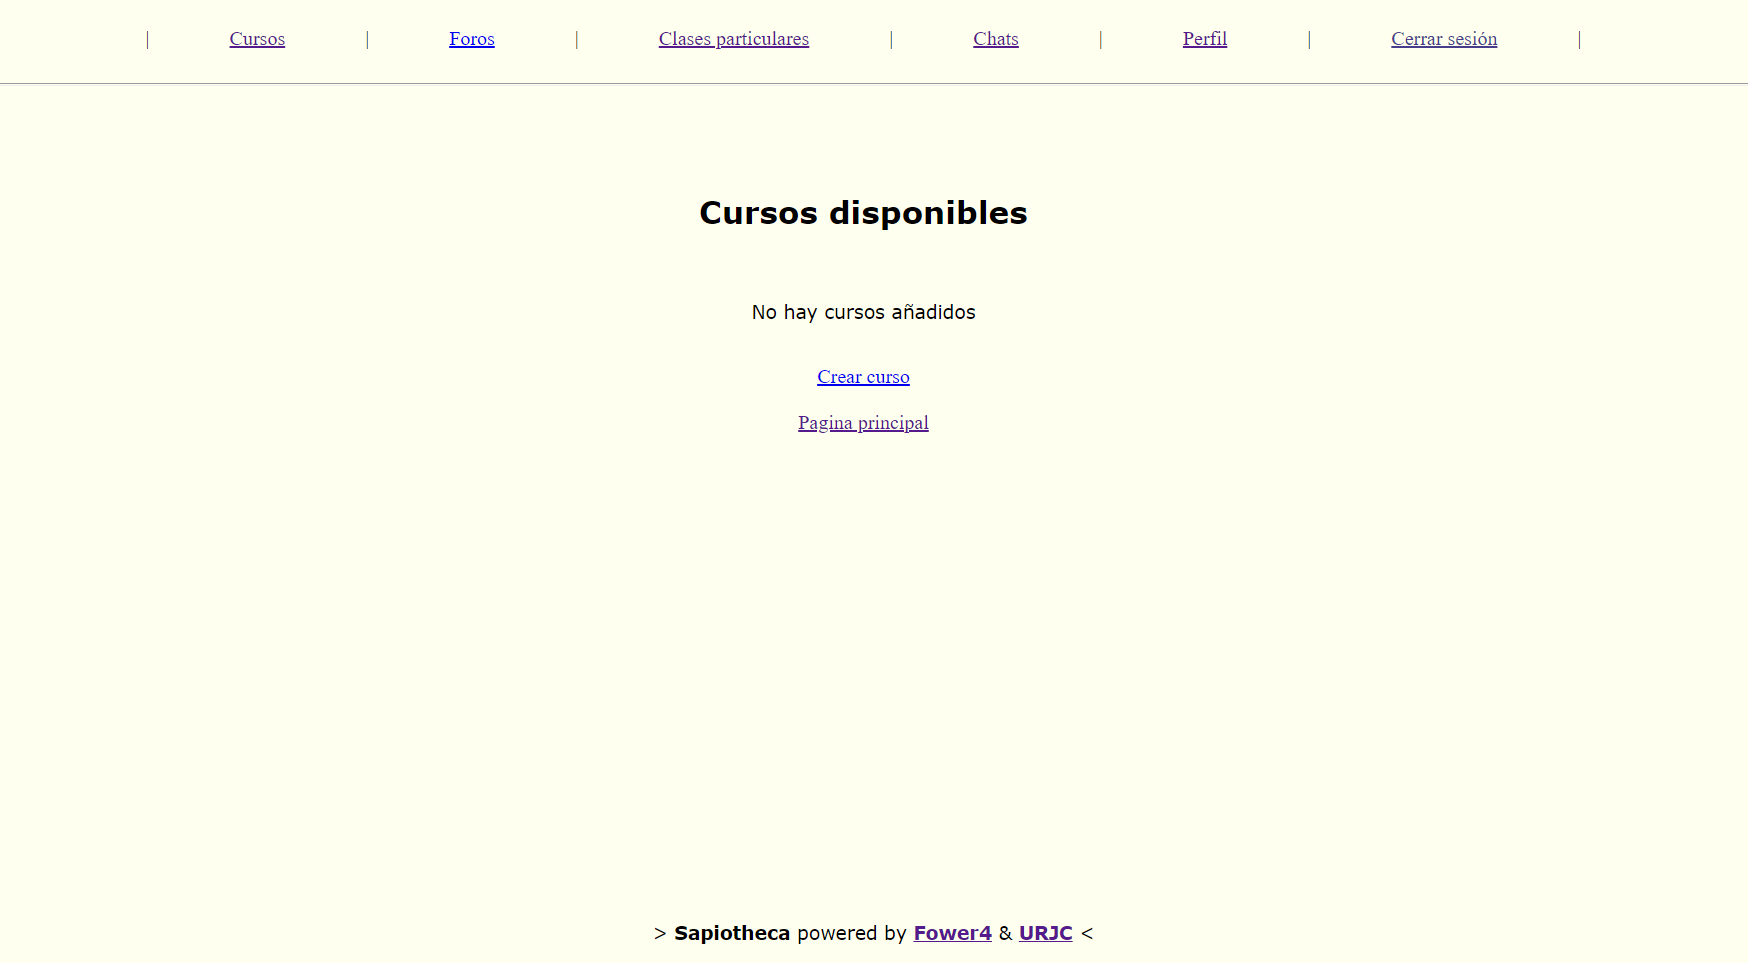 | Cursos | Foros | Clases particulares | Chats | Perfil | Cerrar sesión |
Cursos disponibles
No hay cursos añadidos
Crear curso
Pagina principal
> Sapiotheca powered by Fower4 & URJC <